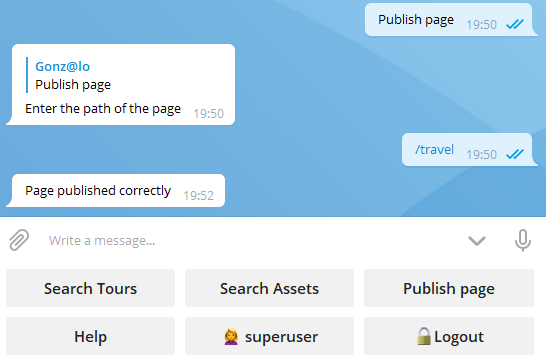 Publish page 19:50
Gonz@lo
Publish page
Enter the path of the page 19:50
/travel 19:50
Page published correctly 19:52
Write a message...
Search Tours Search Assets Publish page
Help superuser Logout